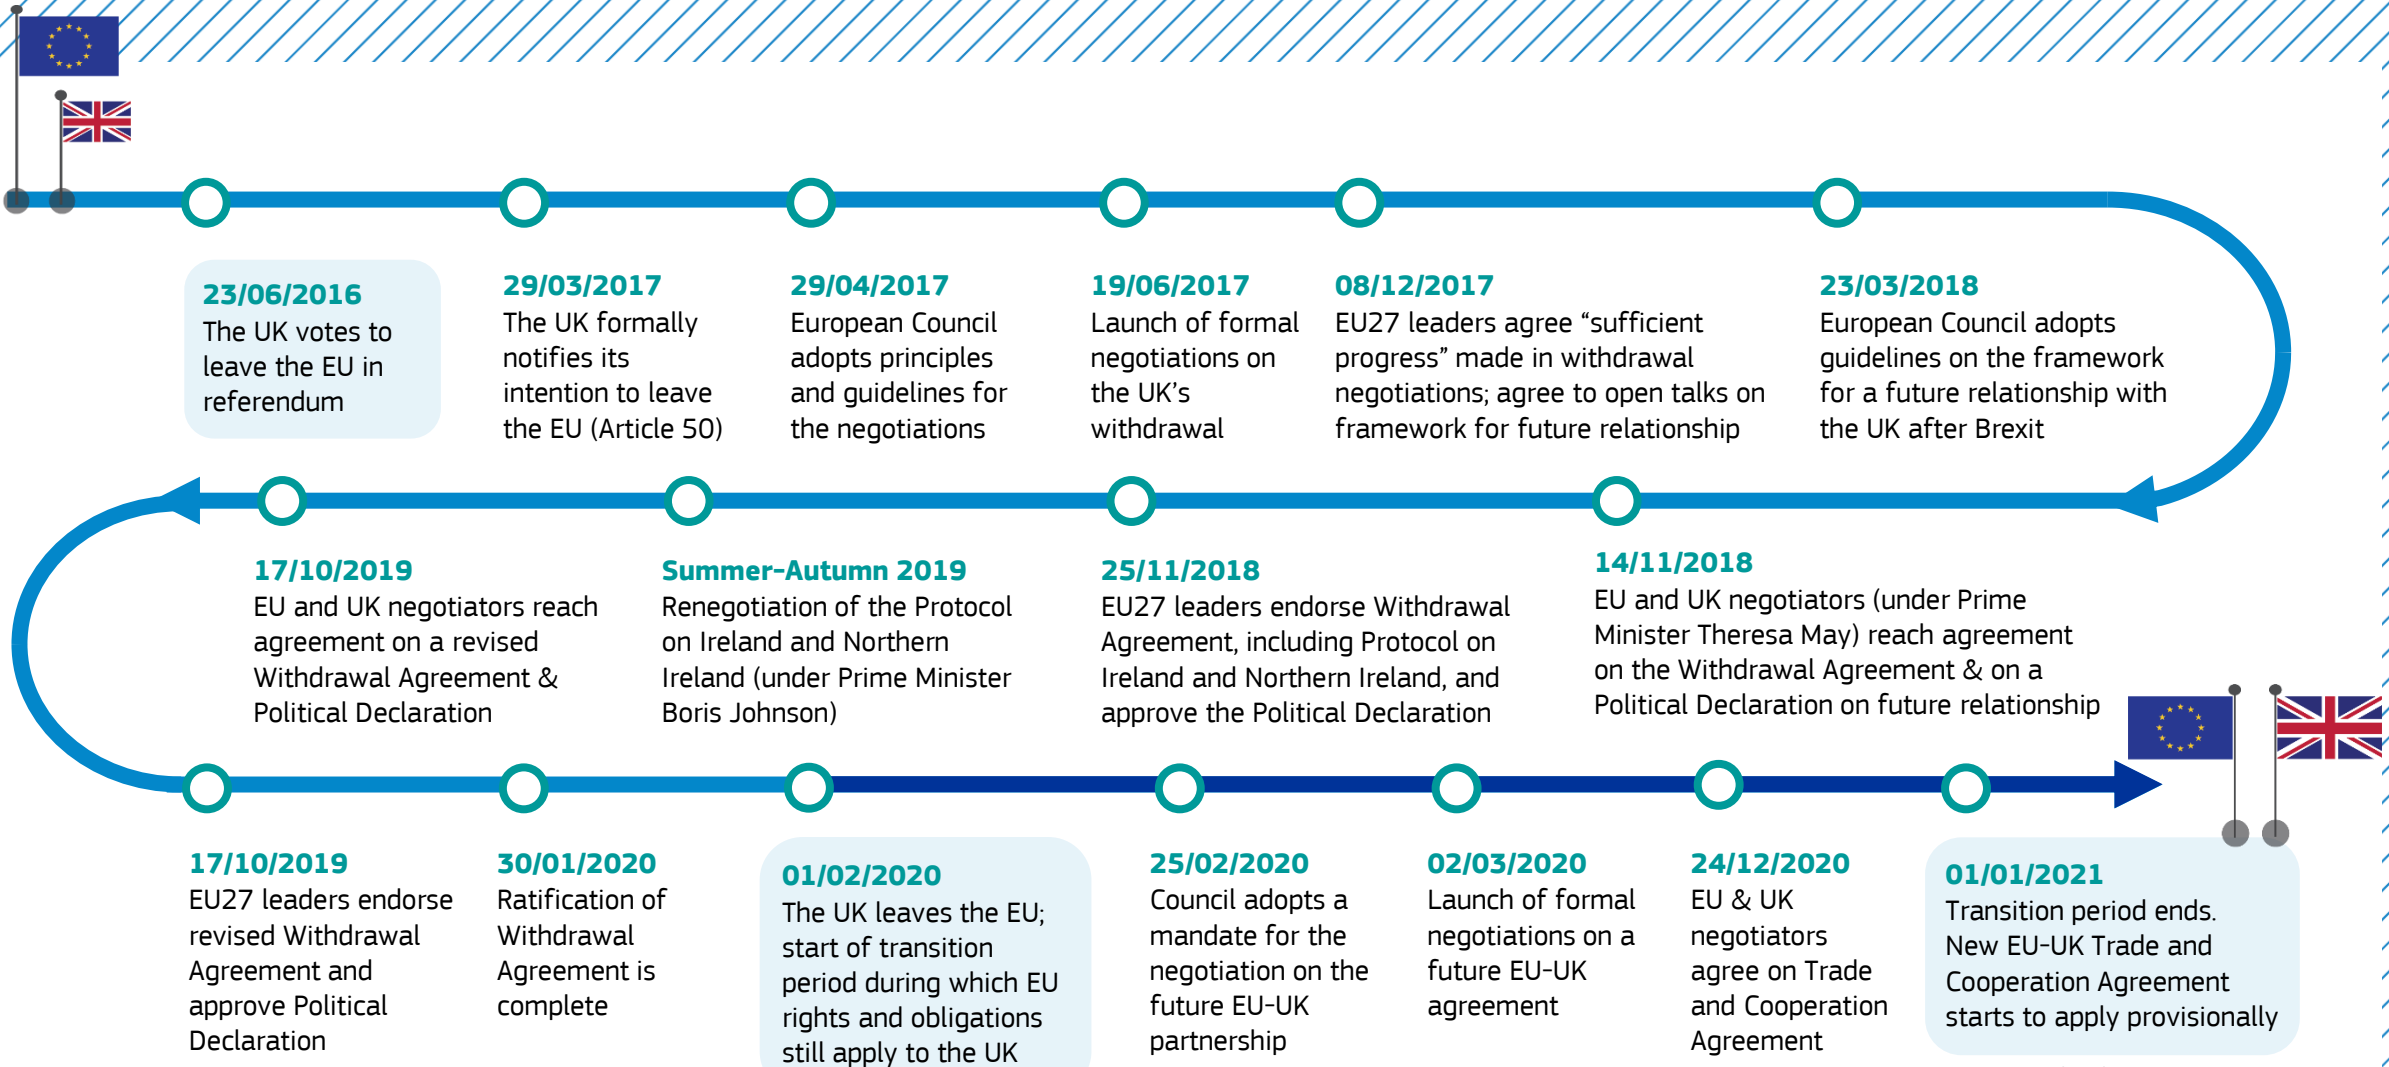 23/06/2016
The UK votes to
leave the EU in
referendum
29/03/2017
The UK formally
notifies its
intention to leave
the EU (Article 50)
29/04/2017
European Council
adopts principles
and guidelines for
the negotiations
19/06/2017
Launch of formal
negotiations on
the UK's
withdrawal
08/12/2017
EU27 leaders agree “sufficient
progress” made in withdrawal
negotiations; agree to open talks on
framework for future relationship
23/03/2018
European Council adopts
guidelines on the framework
for a future relationship with
the UK after Brexit
14/11/2018
EU and UK negotiators (under Prime
Minister Theresa May) reach agreement
on the Withdrawal Agreement & on a
Political Declaration on future relationship
25/11/2018
EU27 leaders endorse Withdrawal
Agreement, including Protocol on
Ireland and Northern Ireland, and
approve the Political Declaration
Summer-Autumn 2019
Renegotiation of the Protocol
on Ireland and Northern
Ireland (under Prime Minister
Boris Johnson)
17/10/2019
EU and UK negotiators reach
agreement on a revised
Withdrawal Agreement &
Political Declaration
17/10/2019
EU27 leaders endorse
revised Withdrawal
Agreement and
approve Political
Declaration
30/01/2020
Ratification of
Withdrawal
Agreement is
complete
01/02/2020
The UK leaves the EU;
start of transition
period during which EU
rights and obligations
still apply to the UK
25/02/2020
Council adopts a
mandate for the
negotiation on the
future EU-UK
partnership
02/03/2020
Launch of formal
negotiations on a
future EU-UK
agreement
24/12/2020
EU & UK
negotiators
agree on Trade
and Cooperation
Agreement
01/01/2021
Transition period ends.
New EU-UK Trade and
Cooperation Agreement
starts to apply provisionally